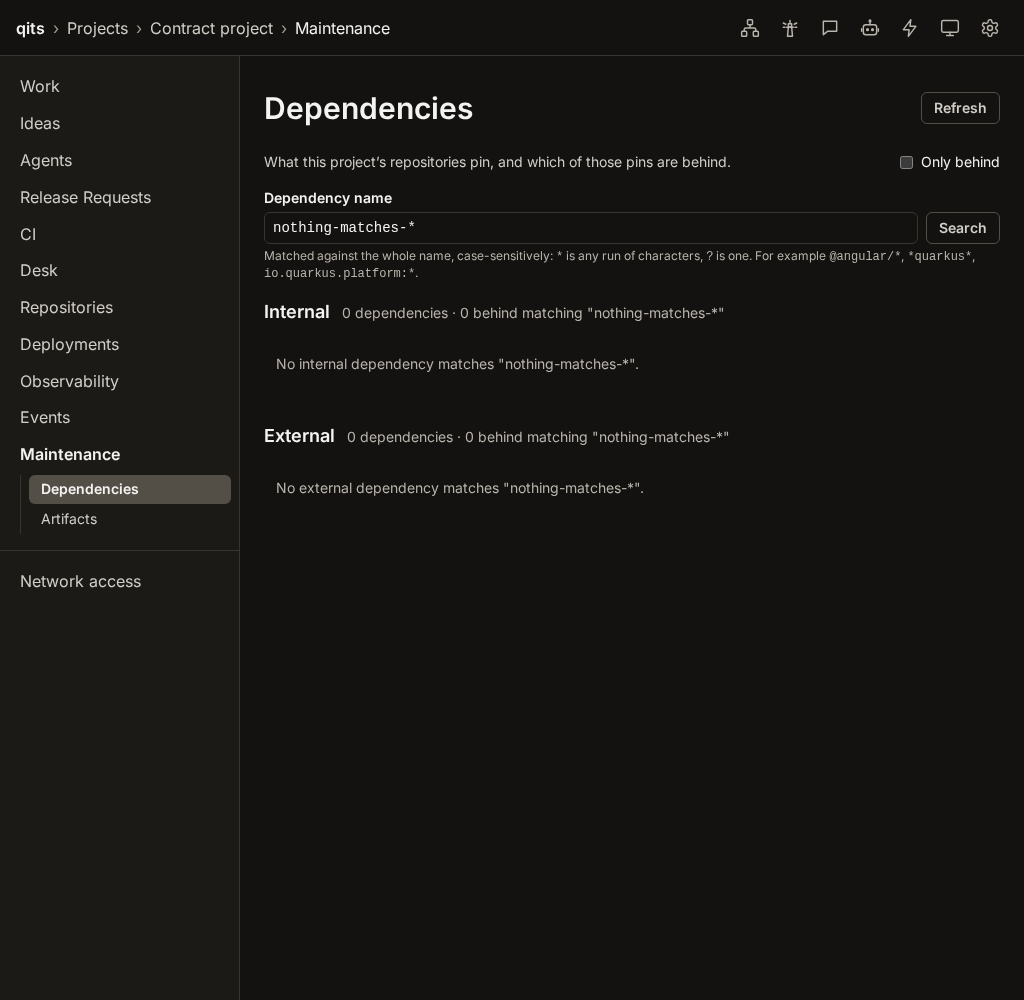 qits › Projects › Contract project › Maintenance
Work
Ideas
Agents
Release Requests
CI
Desk
Repositories
Deployments
Observability
Events
Maintenance
Dependencies
Artifacts
Network access
Dependencies
Refresh
What this project's repositories pin, and which of those pins are behind.
Only behind
Dependency name
nothing-matches-*
Search
Matched against the whole name, case-sensitively: * is any run of characters, ? is one. For example @angular/*, *quarkus*,
io.quarkus.platform:*.
Internal 0 dependencies · 0 behind matching "nothing-matches-*"
No internal dependency matches "nothing-matches-*".
External 0 dependencies · 0 behind matching "nothing-matches-*"
No external dependency matches "nothing-matches-*".